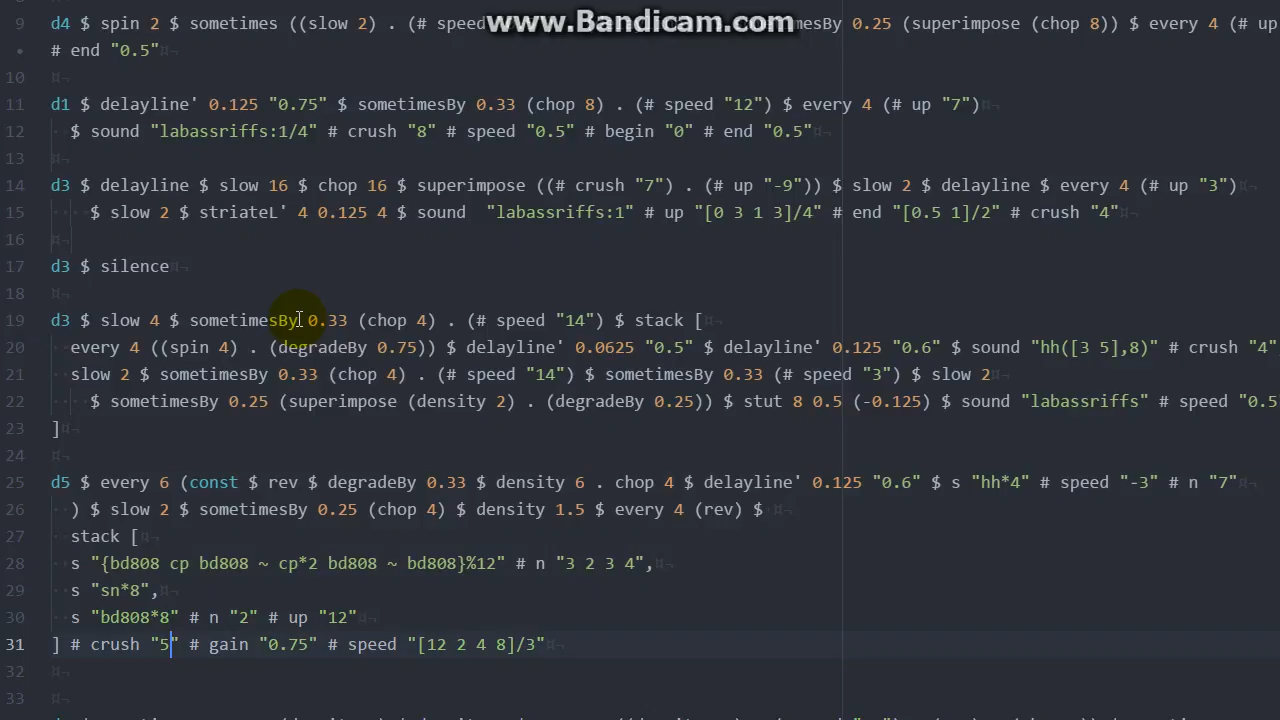 www.Bandicam.com
9 d4 $ spin 2 $ sometimes ((slow 2) . (# speed sometimesBy 0.25 (superimpose (chop 8)) $ every 4 (# up
# end "0.5"
10
11 d1 $ delayline' 0.125 "0.75" $ sometimesBy 0.33 (chop 8) . (# speed "12") $ every 4 (# up "7")
12 $ sound "labassriffs:1/4" # crush "8" # speed "0.5" # begin "0" # end "0.5"
13
14 d3 $ delayline $ slow 16 $ chop 16 $ superimpose ((# crush "7") . (# up "-9")) $ slow 2 $ delayline $ every 4 (# up "3")
15 $ slow 2 $ striateL' 4 0.125 4 $ sound  "labassriffs:1" # up "[0 3 1 3]/4" # end "[0.5 1]/2" # crush "4"
16
17 d3 $ silence
18
19 d3 $ slow 4 $ sometimesBy 0.33 (chop 4) . (# speed "14") $ stack [
20 every 4 ((spin 4) . (degradeBy 0.75)) $ delayline' 0.0625 "0.5" $ delayline' 0.125 "0.6" $ sound "hh([3 5],8)" # crush "4"
21 slow 2 $ sometimesBy 0.33 (chop 4) . (# speed "14") $ sometimesBy 0.33 (# speed "3") $ slow 2
22 $ sometimesBy 0.25 (superimpose (density 2) . (degradeBy 0.25)) $ stut 8 0.5 (-0.125) $ sound "labassriffs" # speed "0.5
23 ]
24
25 d5 $ every 6 (const $ rev $ degradeBy 0.33 $ density 6 . chop 4 $ delayline' 0.125 "0.6" $ s "hh*4" # speed "-3" # n "7"
26 ) $ slow 2 $ sometimesBy 0.25 (chop 4) $ density 1.5 $ every 4 (rev) $
27 stack [
28 s "{bd808 cp bd808 ~ cp*2 bd808 ~ bd808}%12" # n "3 2 3 4",
29 s "sn*8",
30 s "bd808*8" # n "2" # up "12"
31 ] # crush "5" # gain "0.75" # speed "[12 2 4 8]/3"
32
33